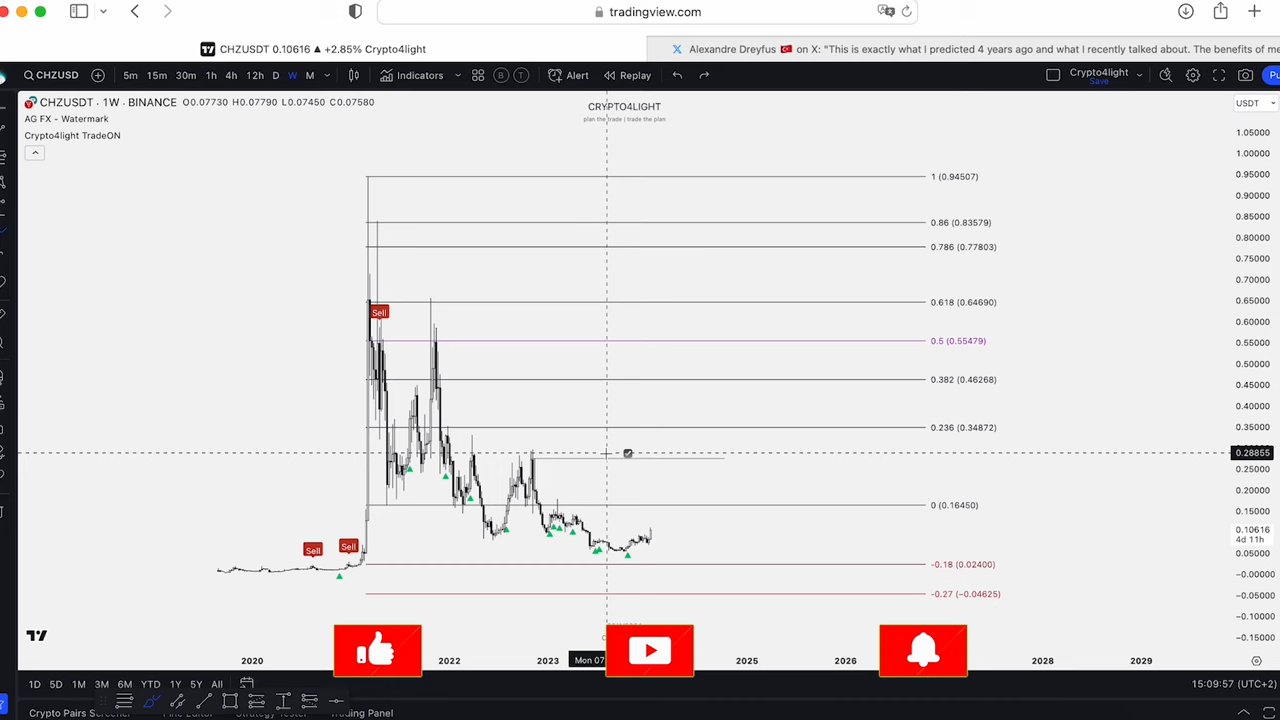 tradingview.com
CHZUSDT 0.10616 ▲ +2.85% Crypto4light
Alexandre Dreyfus 🇹🇷 on X: "This is exactly what I predicted 4 years ago and what I recently talked about. The benefits of me
CHZUSD 5m 15m 30m 1h 4h 12h D W M Indicators Alert Replay Crypto4light
Save
CHZUSDT · 1W · BINANCE O0.07730 H0.07790 L0.07450 C0.07580
AG FX - Watermark
Crypto4light TradeON
CRYPTO4LIGHT
plan the trade | trade the plan
USDT
1.05000
1.00000
0.95000
0.90000
0.85000
0.80000
0.75000
0.70000
0.65000
0.60000
0.55000
0.50000
0.45000
0.40000
0.35000
0.28855
0.25000
0.20000
0.15000
0.10616
4d 11h
0.05000
−0.00000
−0.05000
−0.10000
−0.15000
1 (0.94507)
0.86 (0.83579)
0.786 (0.77803)
0.618 (0.64690)
0.5 (0.55479)
0.382 (0.46268)
0.236 (0.34872)
0 (0.16450)
-0.18 (0.02400)
-0.27 (−0.04625)
Sell
Sell
Sell
2020 2022 2023 Mon 07 2025 2026 2028 2029
1D 5D 1M 3M 6M YTD 1Y 5Y All 15:09:57 (UTC+2)
Crypto Pairs Screener Pine Editor Strategy Tester Trading Panel